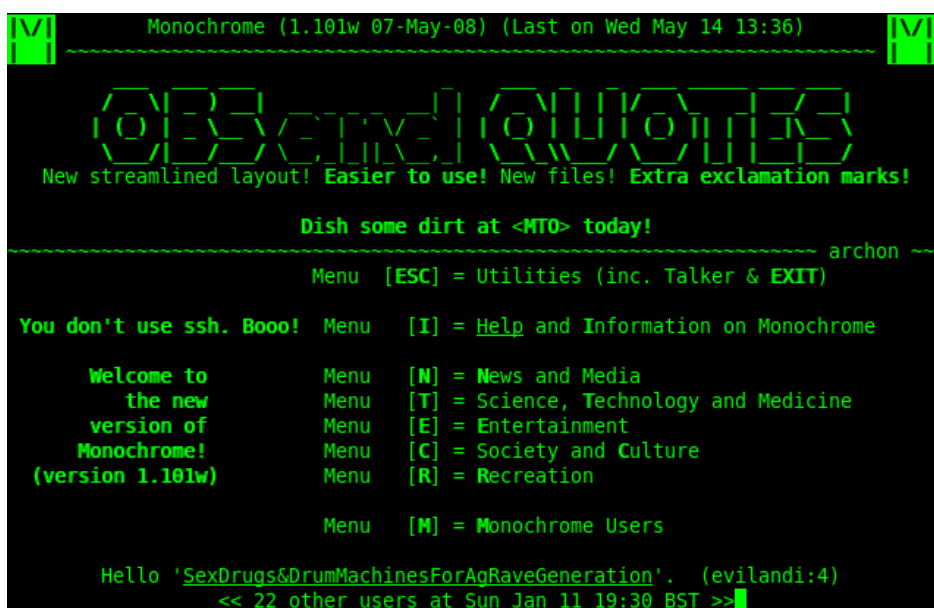 Monochrome (1.101w 07-May-08) (Last on Wed May 14 13:36)
OBS and QUOTES
New streamlined layout! Easier to use! New files! Extra exclamation marks!
Dish some dirt at <MTO> today!
archon
Menu [ESC] = Utilities (inc. Talker & EXIT)
You don't use ssh. Booo! Menu [I] = Help and Information on Monochrome
Welcome to Menu [N] = News and Media
the new Menu [T] = Science, Technology and Medicine
version of Menu [E] = Entertainment
Monochrome! Menu [C] = Society and Culture
(version 1.101w) Menu [R] = Recreation
Menu [M] = Monochrome Users
Hello 'SexDrugs&DrumMachinesForAgRaveGeneration'. (evilandi:4)
<< 22 other users at Sun Jan 11 19:30 BST >>